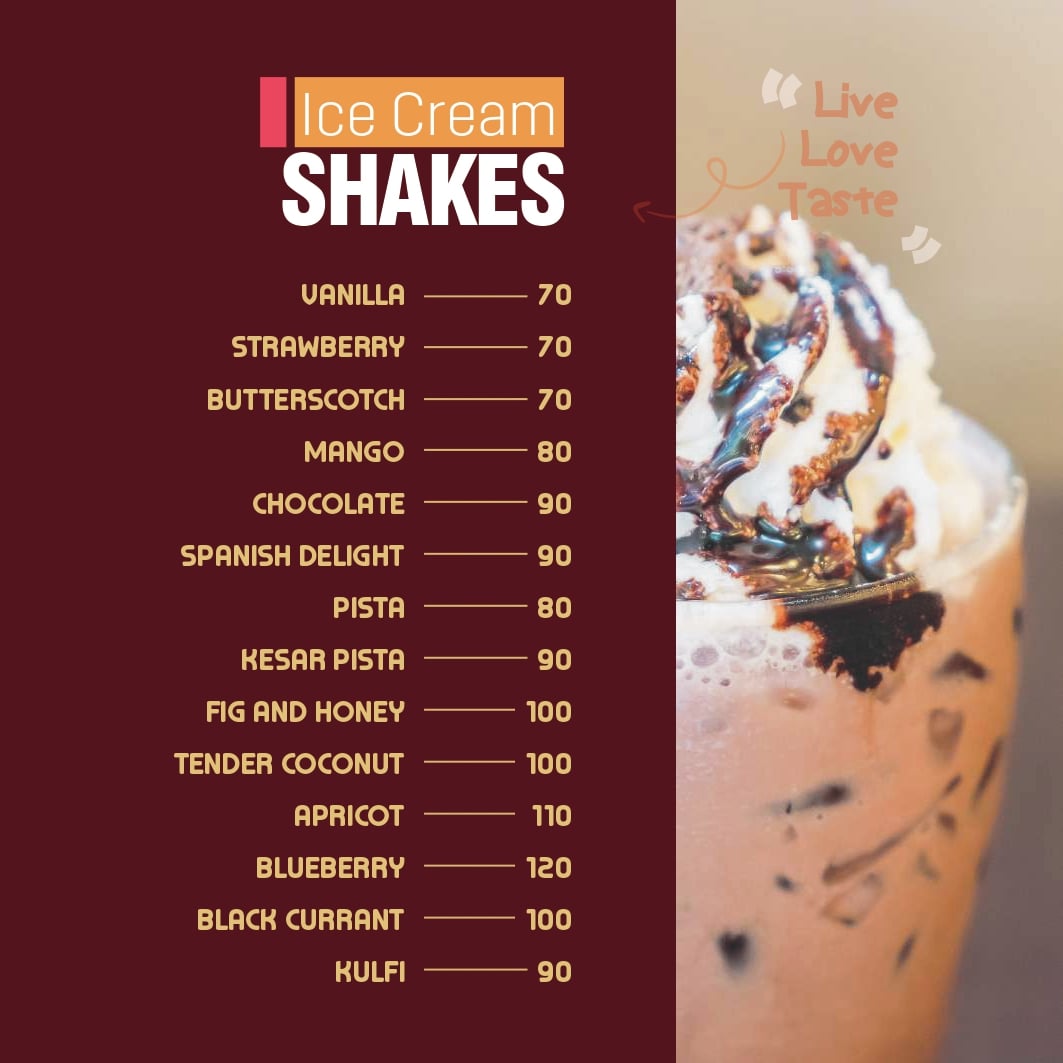 Ice Cream
SHAKES
VANILLA 70
STRAWBERRY 70
BUTTERSCOTCH 70
MANGO 80
CHOCOLATE 90
SPANISH DELIGHT 90
PISTA 80
KESAR PISTA 90
FIG AND HONEY 100
TENDER COCONUT 100
APRICOT 110
BLUEBERRY 120
BLACK CURRANT 100
KULFI 90
“Live
Love
Taste”